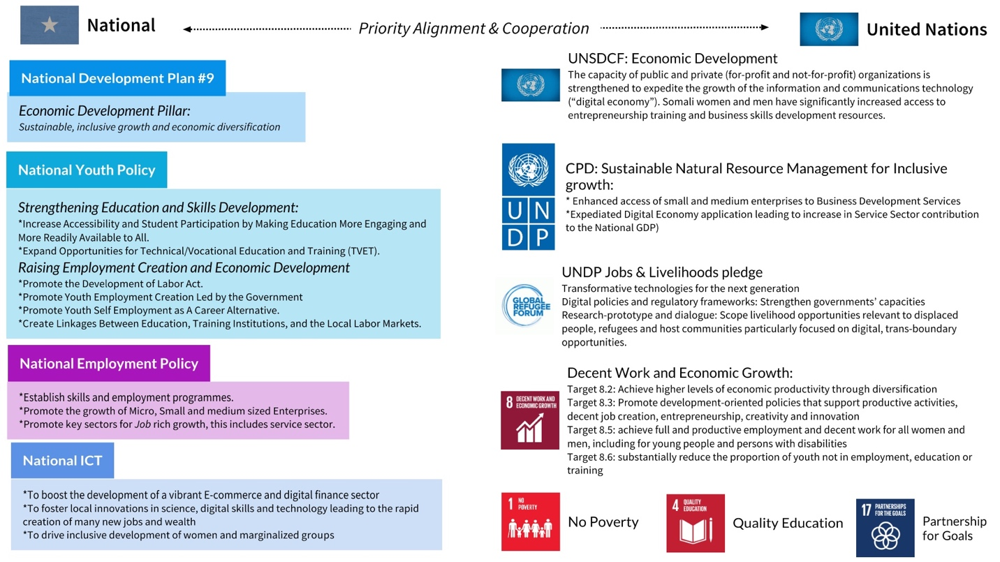 National
Priority Alignment & Cooperation
United Nations
National Development Plan #9
Economic Development Pillar:
Sustainable, inclusive growth and economic diversification
National Youth Policy
Strengthening Education and Skills Development:
*Increase Accessibility and Student Participation by Making Education More Engaging and
More Readily Available to All.
*Expand Opportunities for Technical/Vocational Education and Training (TVET).
Raising Employment Creation and Economic Development
*Promote the Development of Labor Act.
*Promote Youth Employment Creation Led by the Government
*Promote Youth Self Employment as A Career Alternative.
*Create Linkages Between Education, Training Institutions, and the Local Labor Markets.
National Employment Policy
*Establish skills and employment programmes.
*Promote the growth of Micro, Small and medium sized Enterprises.
*Promote key sectors for Job rich growth, this includes service sector.
National ICT
*To boost the development of a vibrant E-commerce and digital finance sector
*To foster local innovations in science, digital skills and technology leading to the rapid
creation of many new jobs and wealth
*To drive inclusive development of women and marginalized groups
UNSDCF: Economic Development
The capacity of public and private (for-profit and not-for-profit) organizations is
strengthened to expedite the growth of the information and communications technology
(“digital economy”). Somali women and men have significantly increased access to
entrepreneurship training and business skills development resources.
U N
D P
CPD: Sustainable Natural Resource Management for Inclusive
growth:
* Enhanced access of small and medium enterprises to Business Development Services
*Expediated Digital Economy application leading to increase in Service Sector contribution
to the National GDP)
GLOBAL
REFUGEE
FORUM
UNDP Jobs & Livelihoods pledge
Transformative technologies for the next generation
Digital policies and regulatory frameworks: Strengthen governments’ capacities
Research-prototype and dialogue: Scope livelihood opportunities relevant to displaced
people, refugees and host communities particularly focused on digital, trans-boundary
opportunities.
8 DECENT WORK AND
ECONOMIC GROWTH
Decent Work and Economic Growth:
Target 8.2: Achieve higher levels of economic productivity through diversification
Target 8.3: Promote development-oriented policies that support productive activities,
decent job creation, entrepreneurship, creativity and innovation
Target 8.5: achieve full and productive employment and decent work for all women and
men, including for young people and persons with disabilities
Target 8.6: substantially reduce the proportion of youth not in employment, education or
training
1 NO
POVERTY
No Poverty
4 QUALITY
EDUCATION
Quality Education
17 PARTNERSHIPS
FOR THE GOALS
Partnership
for Goals